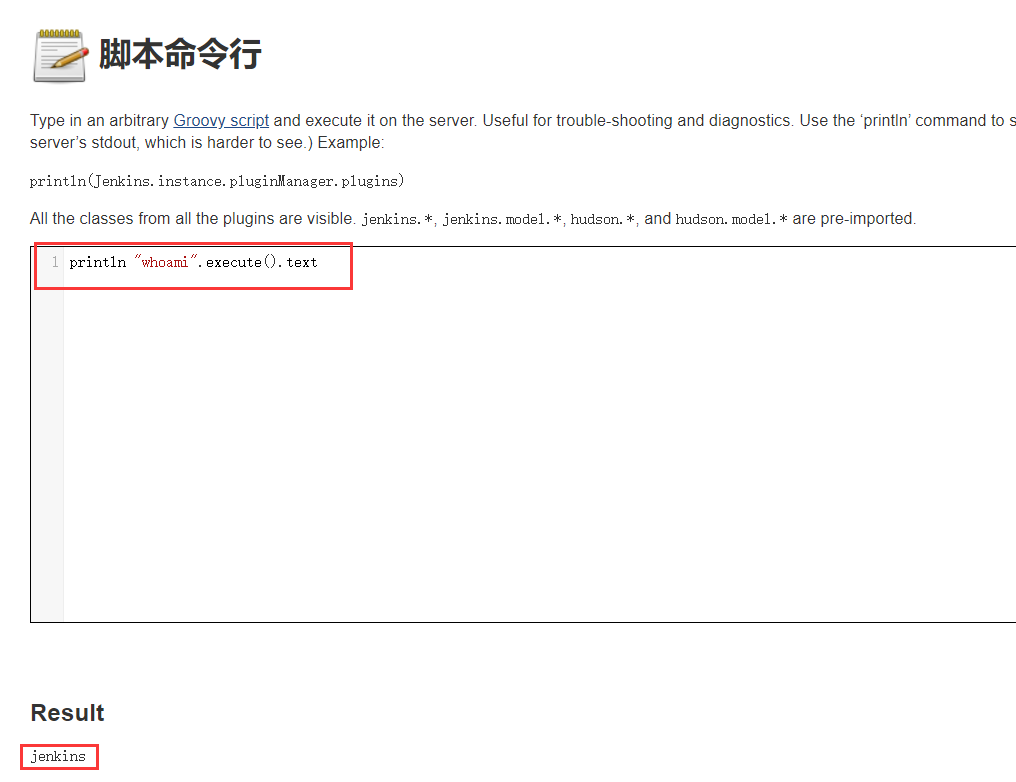 脚本命令行
Type in an arbitrary Groovy script and execute it on the server. Useful for trouble-shooting and diagnostics. Use the ‘println’ command to s
server’s stdout, which is harder to see.) Example:
println(Jenkins.instance.pluginManager.plugins)
All the classes from all the plugins are visible. jenkins.*, jenkins.model.*, hudson.*, and hudson.model.* are pre-imported.
1 println "whoami".execute().text
Result
jenkins